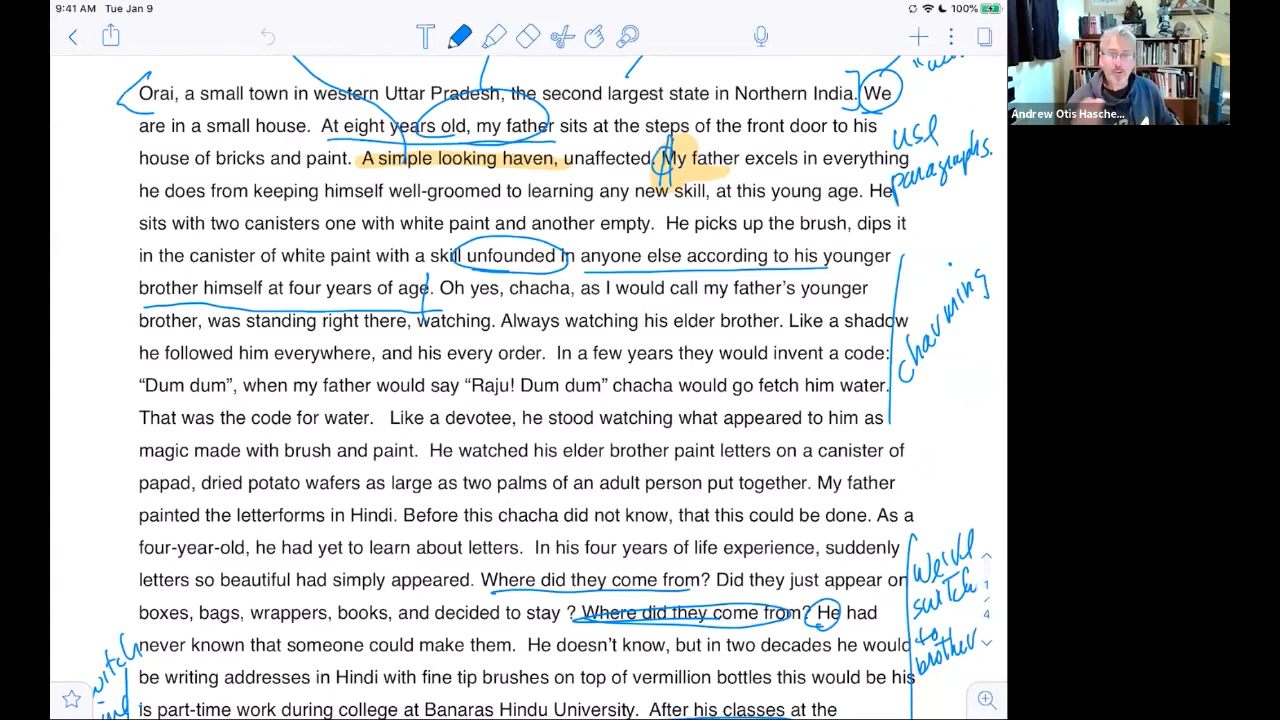 9:41 AM Tue Jan 9
100%
Andrew Otis Hasche...
Orai, a small town in western Uttar Pradesh, the second largest state in Northern India. We
are in a small house. At eight years old, my father sits at the steps of the front door to his
use
house of bricks and paint. A simple looking haven, unaffected. My father excels in everything
paragraphs.
he does from keeping himself well-groomed to learning any new skill, at this young age. He
sits with two canisters one with white paint and another empty. He picks up the brush, dips it
in the canister of white paint with a skill unfounded in anyone else according to his younger
brother himself at four years of age. Oh yes, chacha, as I would call my father's younger
charming
brother, was standing right there, watching. Always watching his elder brother. Like a shadow
he followed him everywhere, and his every order. In a few years they would invent a code:
“Dum dum”, when my father would say “Raju! Dum dum” chacha would go fetch him water.
That was the code for water. Like a devotee, he stood watching what appeared to him as
magic made with brush and paint. He watched his elder brother paint letters on a canister of
papad, dried potato wafers as large as two palms of an adult person put together. My father
painted the letterforms in Hindi. Before this chacha did not know, that this could be done. As a
four-year-old, he had yet to learn about letters. In his four years of life experience, suddenly
letters so beautiful had simply appeared. Where did they come from? Did they just appear on
boxes, bags, wrappers, books, and decided to stay ? Where did they come from? He had
never known that someone could make them. He doesn't know, but in two decades he would
be writing addresses in Hindi with fine tip brushes on top of vermillion bottles this would be his
is part-time work during college at Banaras Hindu University. After his classes at the
weird
switch
to
brother
1
4